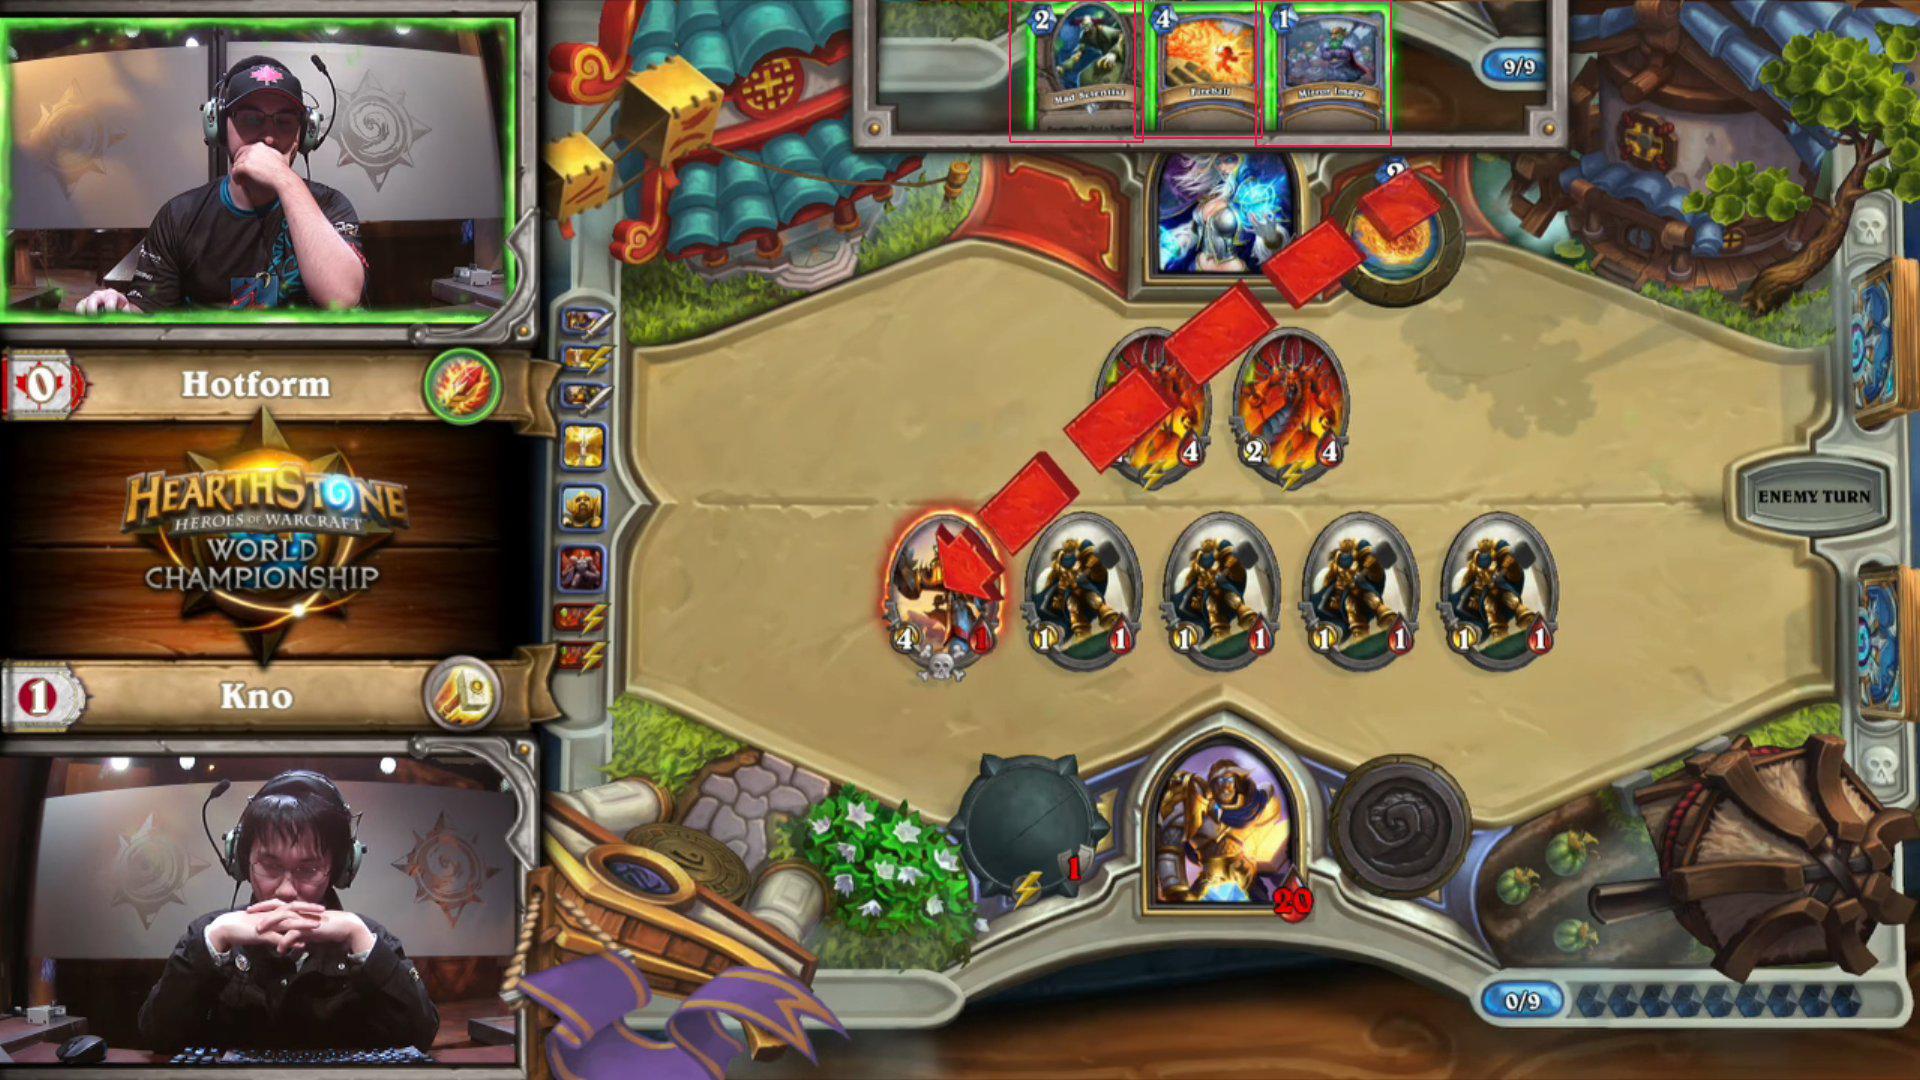 2
4
1
Mad Scientist
Fireball
Mirror Image
9/9
2
0
Hotform
HEARTHSTONE
HEROES OF WARCRAFT
WORLD
CHAMPIONSHIP
1
Kno
4
2
4
ENEMY TURN
4
1
1
1
1
1
1
1
1
1
1
20
0/9